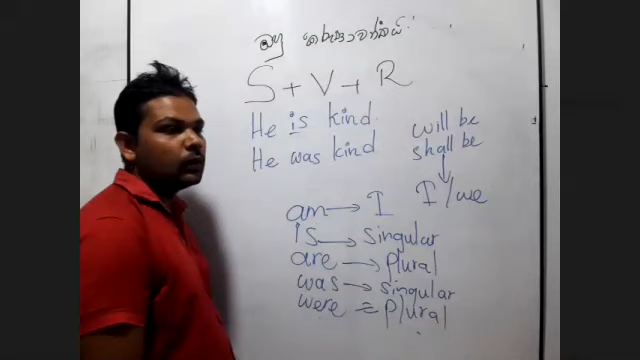 S + V + R
He is kind.
He was kind
will be
shall be
↓
I / we
am → I
is → singular
are → plural
was → singular
were = plural